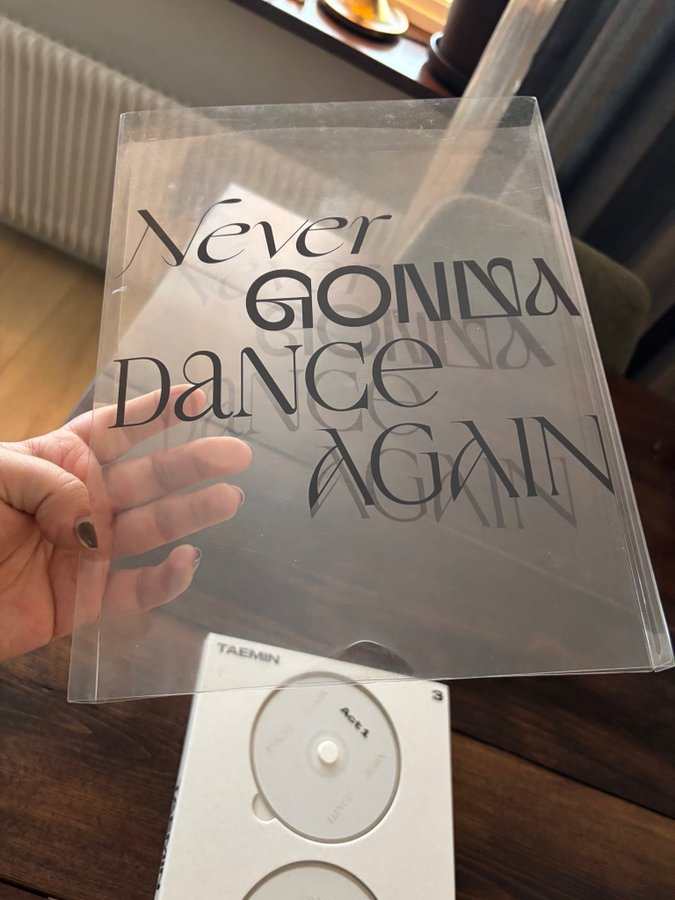 Never
GONNA
DANCE
AGAIN
TAEMIN
3
Act 1